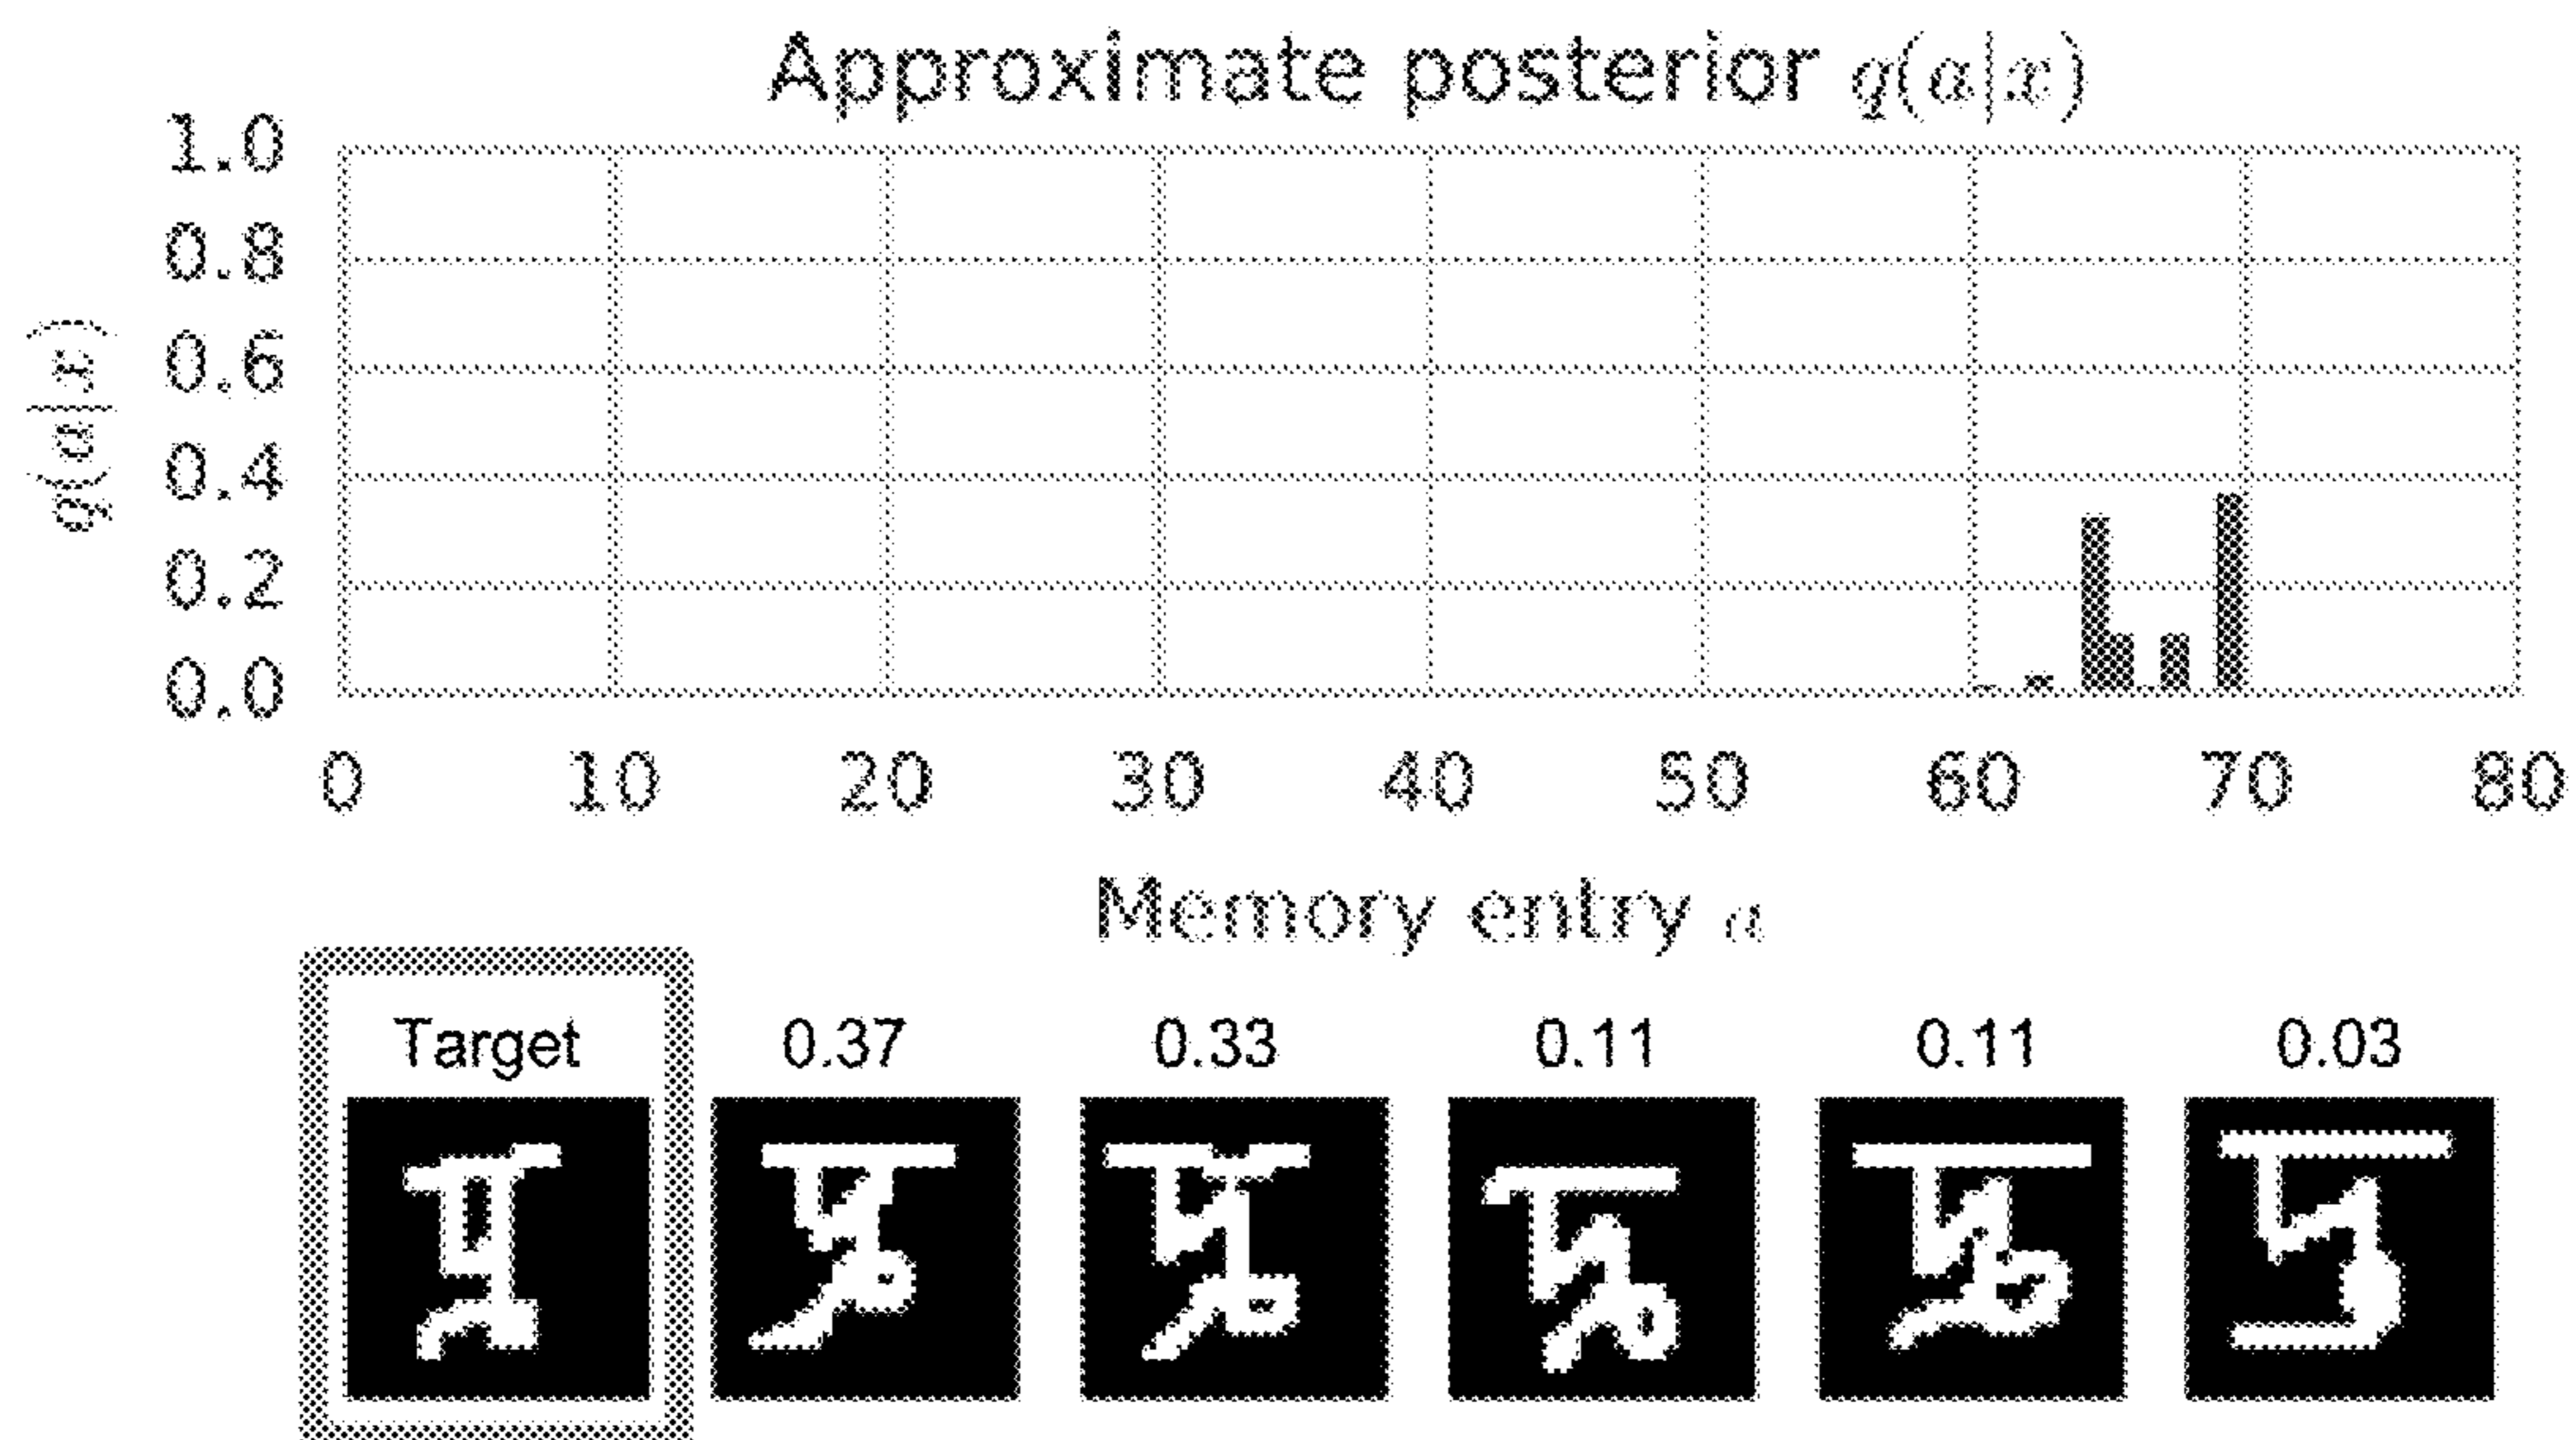 Approximate posterior q(a|x)
1.0
0.8
0.6
0.4
0.2
0.0
q(a|x)
0 10 20 30 40 50 60 70 80
Memory entry a
Target 0.37 0.33 0.11 0.11 0.03